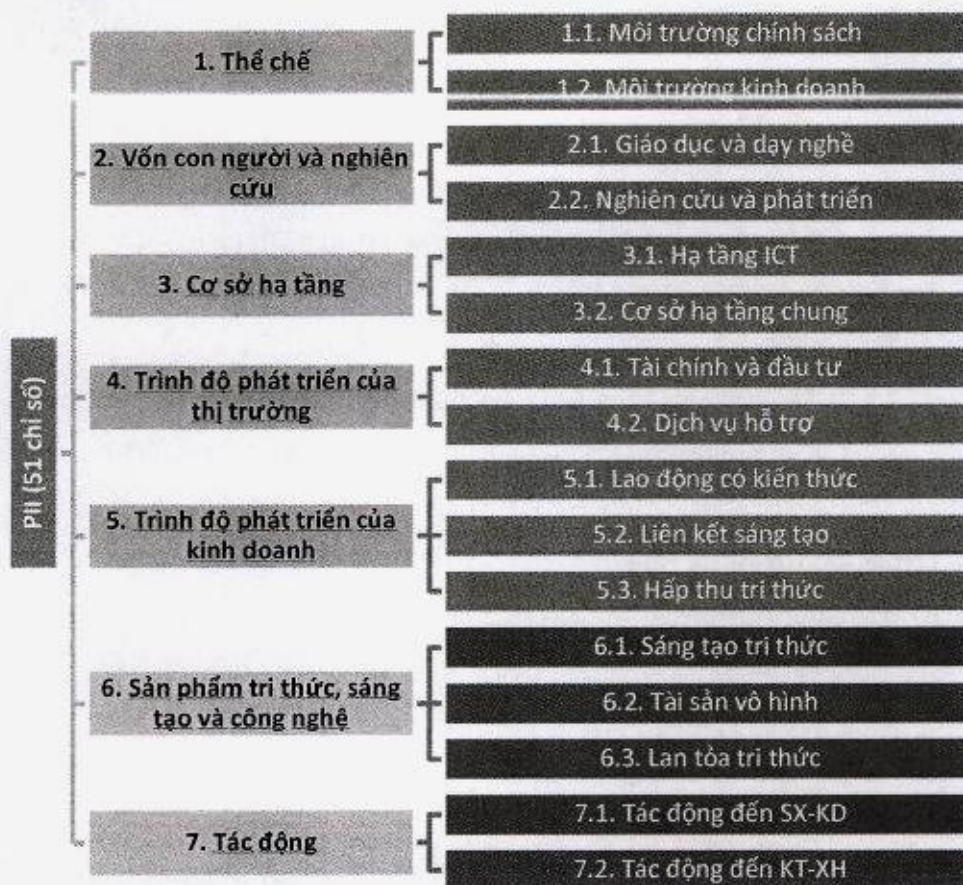 PII (51 chỉ số)
1. Thể chế
1.1. Môi trường chính sách
1.2. Môi trường kinh doanh
2. Vốn con người và nghiên
cứu
2.1. Giáo dục và dạy nghề
2.2. Nghiên cứu và phát triển
3. Cơ sở hạ tầng
3.1. Hạ tầng ICT
3.2. Cơ sở hạ tầng chung
4. Trình độ phát triển của
thị trường
4.1. Tài chính và đầu tư
4.2. Dịch vụ hỗ trợ
5. Trình độ phát triển của
kinh doanh
5.1. Lao động có kiến thức
5.2. Liên kết sáng tạo
5.3. Hấp thu tri thức
6. Sản phẩm tri thức, sáng
tạo và công nghệ
6.1. Sáng tạo tri thức
6.2. Tài sản vô hình
6.3. Lan tỏa tri thức
7. Tác động
7.1. Tác động đến SX-KD
7.2. Tác động đến KT-XH